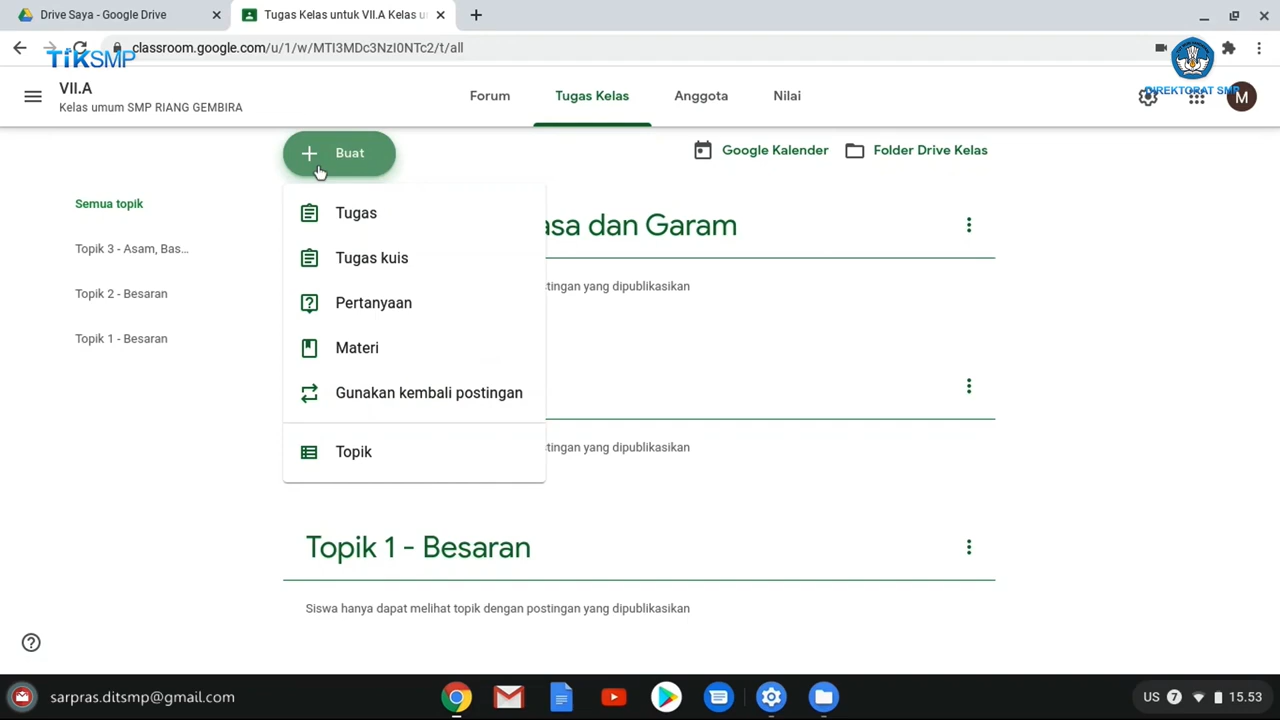 Drive Saya - Google Drive
Tugas Kelas untuk VII.A Kelas u
classroom.google.com/u/1/w/MTI3MDc3NzI0NTc2/t/all
TIKSMP
DIREKTORAT SMP
VII.A
Kelas umum SMP RIANG GEMBIRA
Forum
Tugas Kelas
Anggota
Nilai
M
Buat
Google Kalender
Folder Drive Kelas
Semua topik
Topik 3 - Asam, Bas...
Topik 2 - Besaran
Topik 1 - Besaran
Tugas
Tugas kuis
Pertanyaan
Materi
Gunakan kembali postingan
Topik
asa dan Garam
stingan yang dipublikasikan
stingan yang dipublikasikan
Topik 1 - Besaran
Siswa hanya dapat melihat topik dengan postingan yang dipublikasikan
sarpras.ditsmp@gmail.com
US
7
15.53